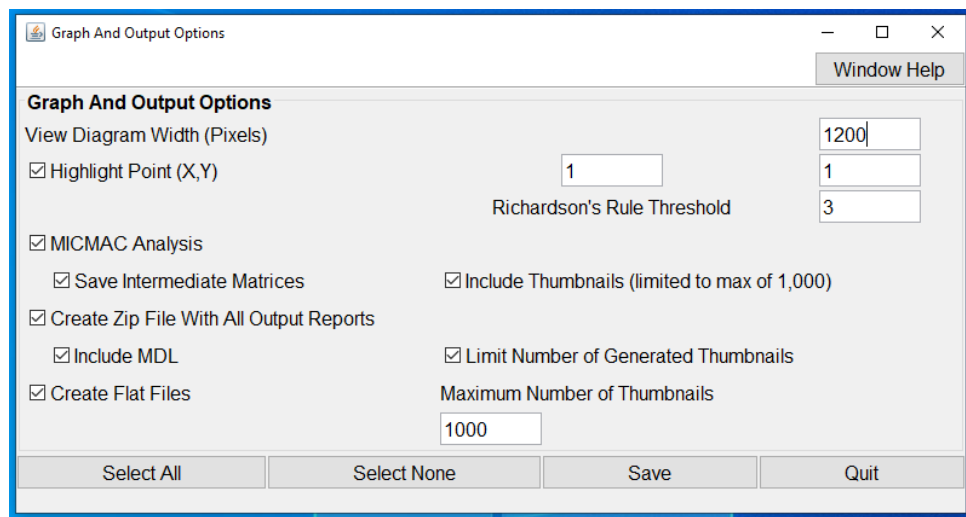 Graph And Output Options
Window Help
Graph And Output Options
View Diagram Width (Pixels) 1200
Highlight Point (X,Y) 1 1
Richardson's Rule Threshold 3
MICMAC Analysis
Save Intermediate Matrices Include Thumbnails (limited to max of 1,000)
Create Zip File With All Output Reports
Include MDL Limit Number of Generated Thumbnails
Create Flat Files Maximum Number of Thumbnails
1000
Select All Select None Save Quit